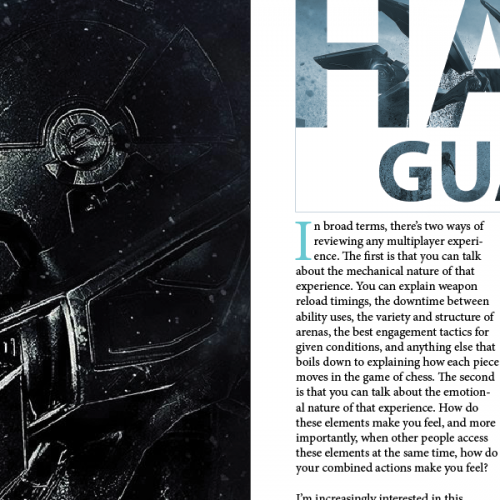 HA
GUA
In broad terms, there's two ways of
reviewing any multiplayer experi-
ence. The first is that you can talk
about the mechanical nature of that
experience. You can explain weapon
reload timings, the downtime between
ability uses, the variety and structure of
arenas, the best engagement tactics for
given conditions, and anything else that
boils down to explaining how each piece
moves in the game of chess. The second
is that you can talk about the emotion-
al nature of that experience. How do
these elements make you feel, and more
importantly, when other people access
these elements at the same time, how do
your combined actions make you feel?
I'm increasingly interested in this